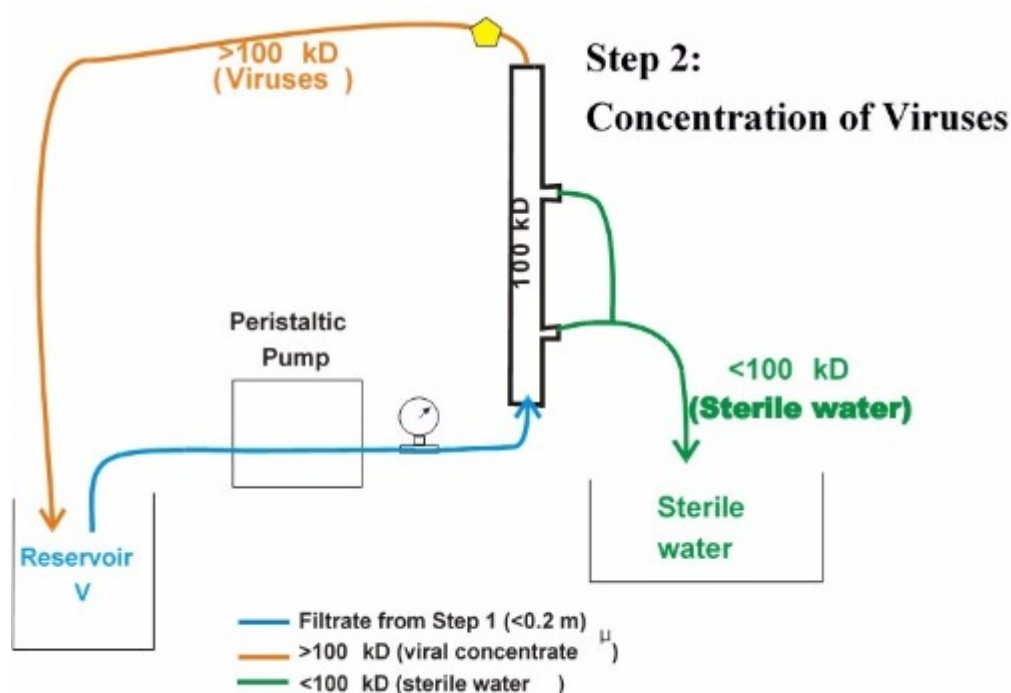 >100 kD
(Viruses )
Step 2:
Concentration of Viruses
100 kD
Peristaltic
Pump
<100 kD
(Sterile water)
Sterile
water
Reservoir
V
Filtrate from Step 1 (<0.2 m)
µ
>100 kD (viral concentrate )
<100 kD (sterile water )